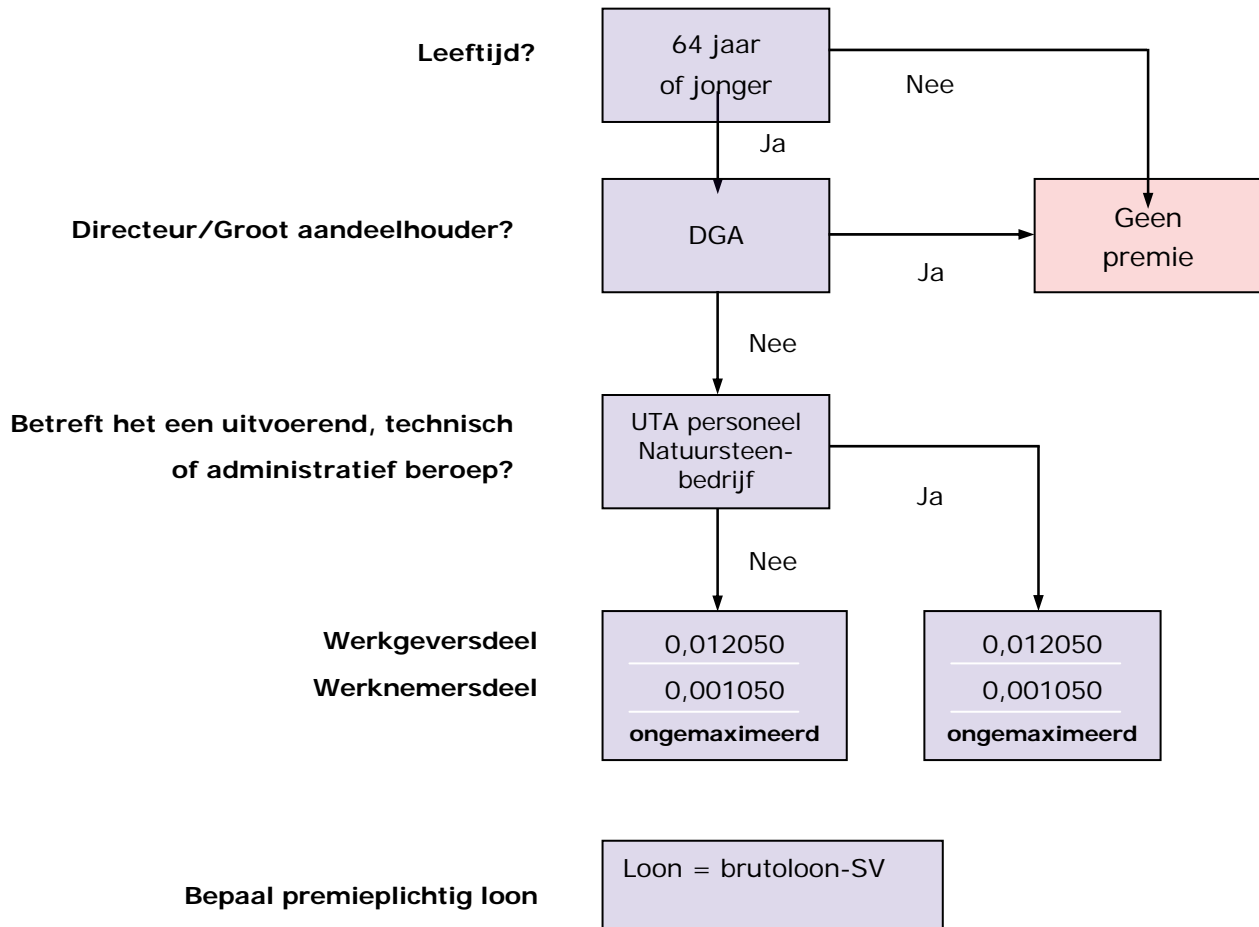 Leeftijd?
64 jaar
of jonger
Nee
Ja
Directeur/Groot aandeelhouder?
DGA
Ja
Geen
premie
Nee
Betreft het een uitvoerend, technisch
of administratief beroep?
UTA personeel
Natuursteen-
bedrijf
Ja
Nee
Werkgeversdeel
0,012050
0,012050
Werknemersdeel
0,001050
0,001050
ongemaximeerd
ongemaximeerd
Bepaal premieplichtig loon
Loon = brutoloon-SV